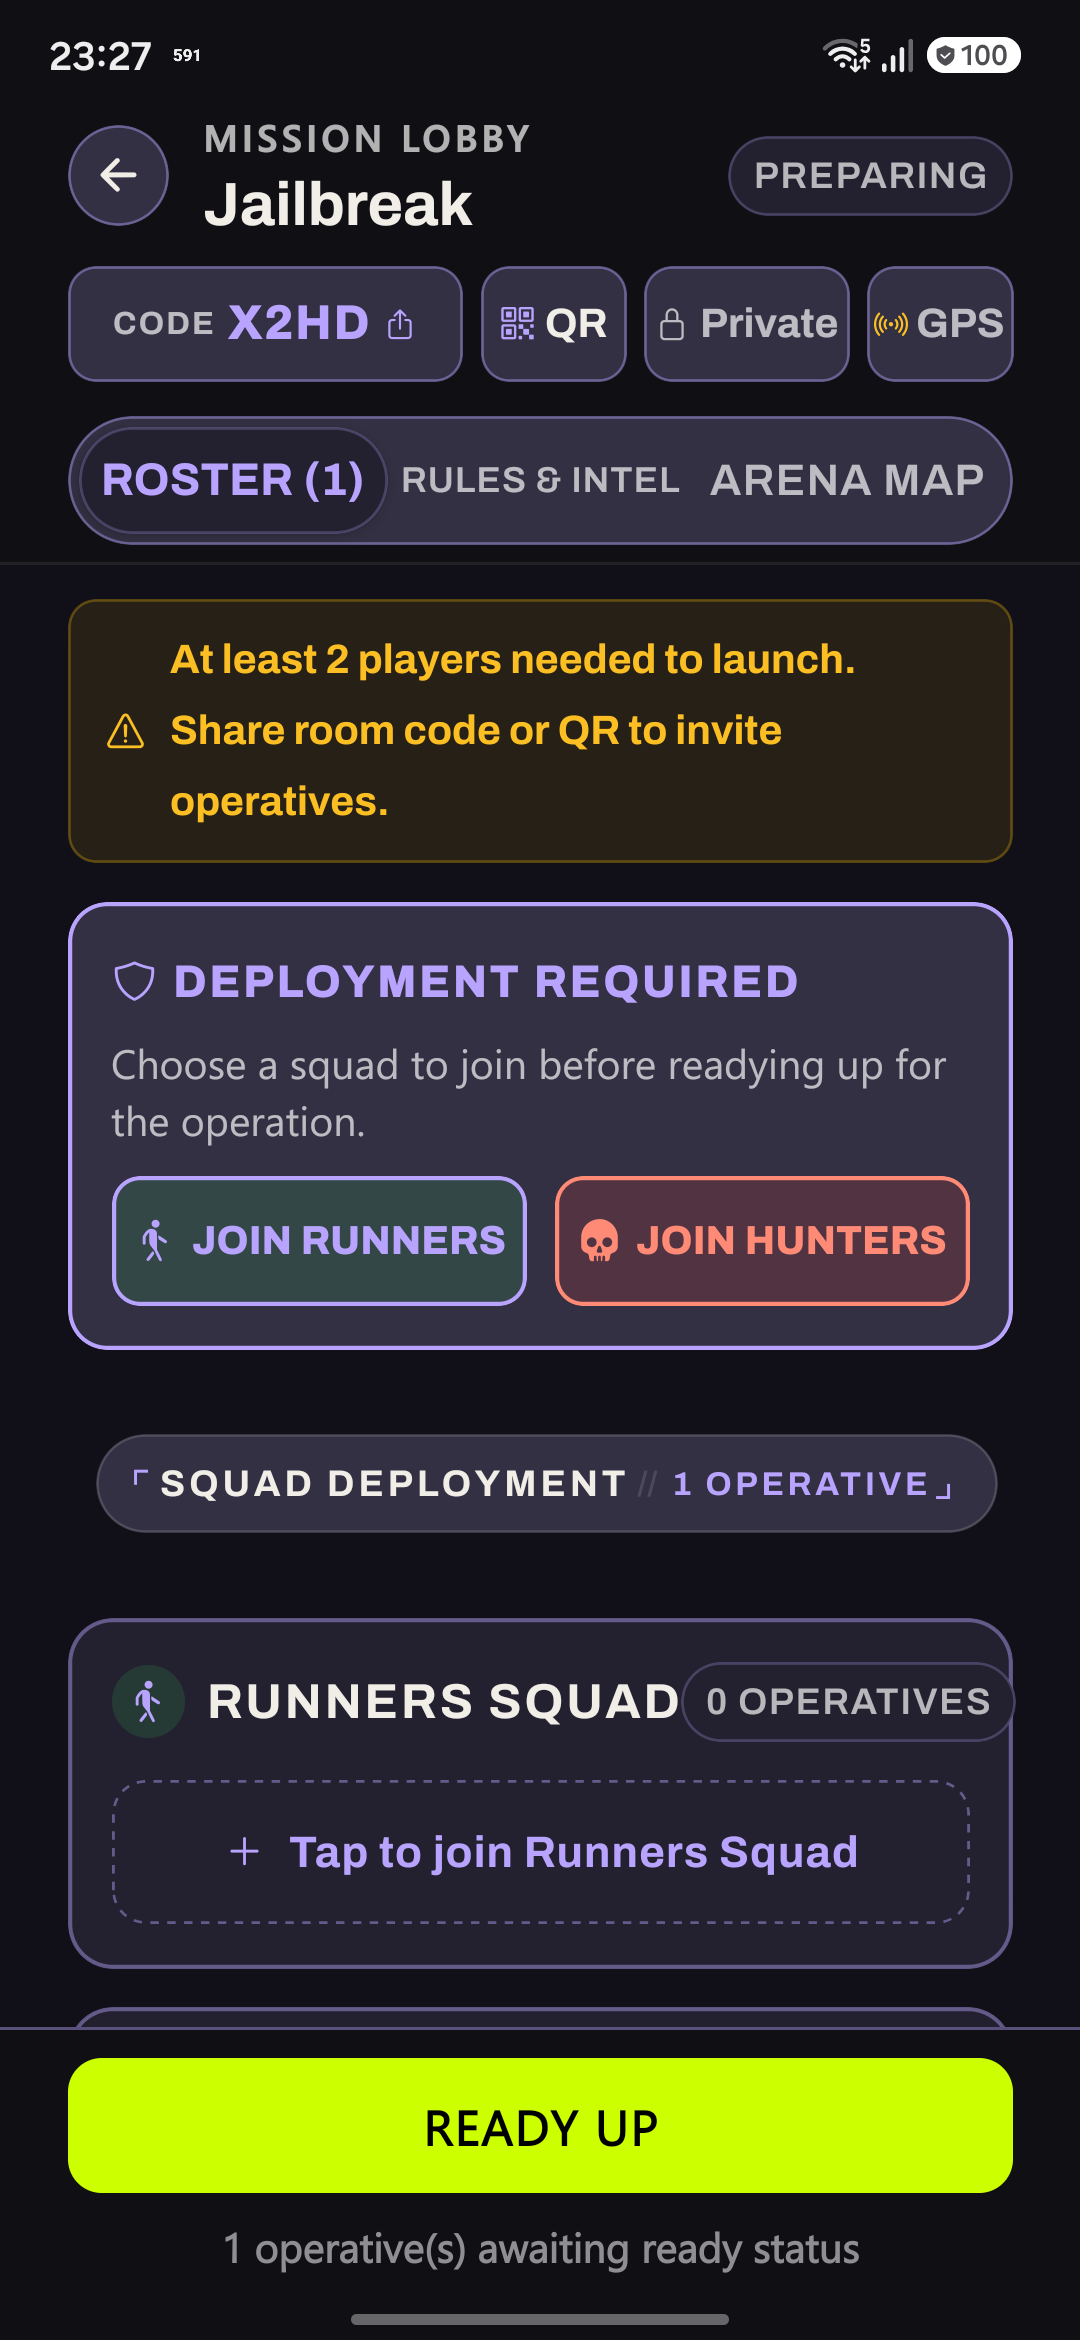 23:27 591 5 100
MISSION LOBBY
Jailbreak
PREPARING
CODE X2HD QR Private GPS
ROSTER (1) RULES & INTEL ARENA MAP
At least 2 players needed to launch.
Share room code or QR to invite
operatives.
DEPLOYMENT REQUIRED
Choose a squad to join before readying up for
the operation.
JOIN RUNNERS JOIN HUNTERS
SQUAD DEPLOYMENT // 1 OPERATIVE
RUNNERS SQUAD 0 OPERATIVES
+ Tap to join Runners Squad
READY UP
1 operative(s) awaiting ready status